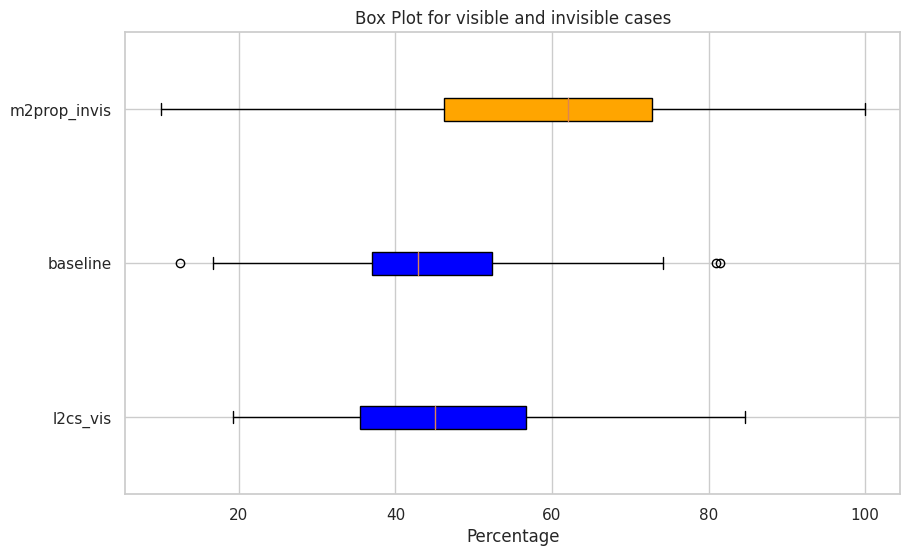 Box Plot for visible and invisible cases
m2prop_invis
baseline
l2cs_vis
20 40 60 80 100
Percentage